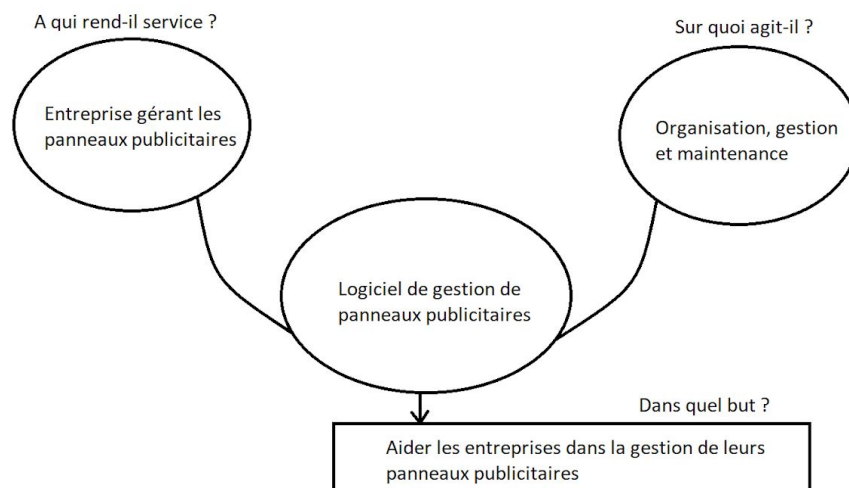 A qui rend-il service ?
Sur quoi agit-il ?
Entreprise gérant les
panneaux publicitaires
Organisation, gestion
et maintenance
Logiciel de gestion de
panneaux publicitaires
Dans quel but ?
Aider les entreprises dans la gestion de leurs
panneaux publicitaires